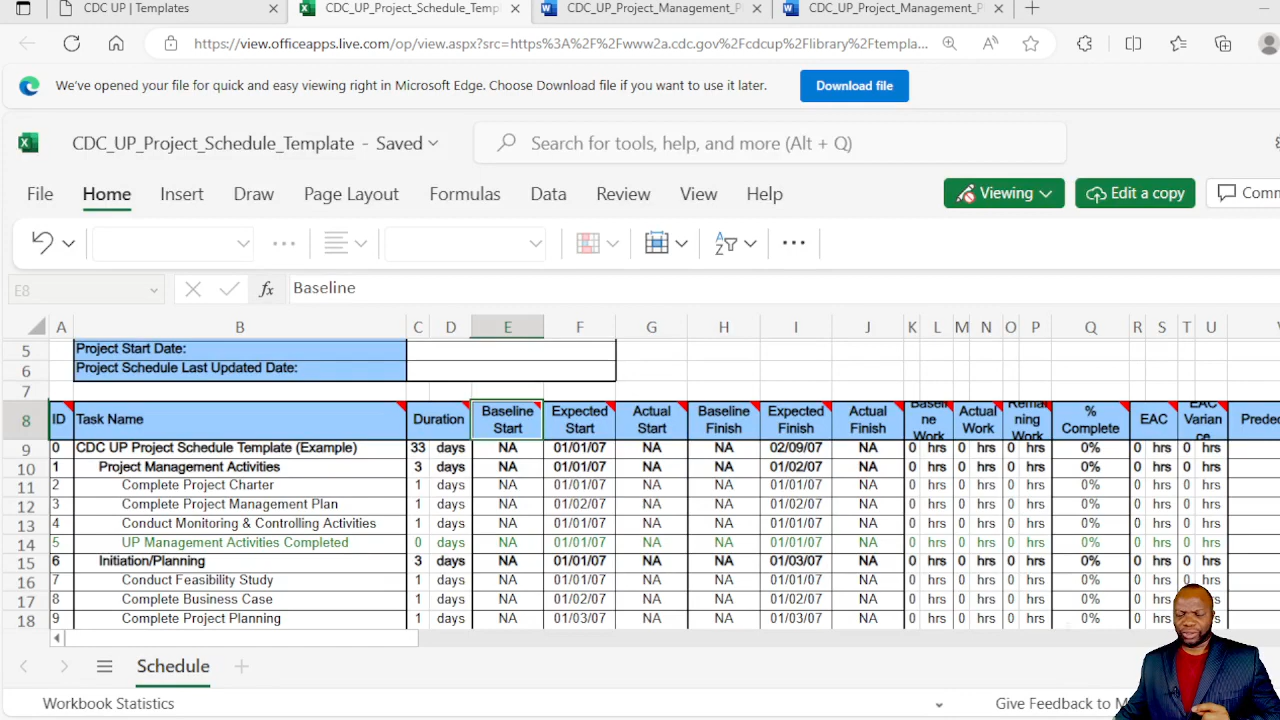 CDC UP | Templates
CDC_UP_Project_Schedule_Temp
CDC_UP_Project_Management_P
CDC_UP_Project_Management_P
https://view.officeapps.live.com/op/view.aspx?src=https%3A%2F%2Fwww2a.cdc.gov%2Fcdcup%2Flibrary%2Ftempla...
We've opened your file for quick and easy viewing right in Microsoft Edge. Choose Download file if you want to use it later.
Download file
CDC_UP_Project_Schedule_Template - Saved
Search for tools, help, and more (Alt + Q)
File Home Insert Draw Page Layout Formulas Data Review View Help
Viewing
Edit a copy
Comm
E8 fx Baseline
A B C D E F G H I J K L M N O P Q R S T U
5 Project Start Date:
6 Project Schedule Last Updated Date:
7
8 ID Task Name Duration Baseline Start Expected Start Actual Start Baseline Finish Expected Finish Actual Finish Baseline Work Actual Work Remaining Work % Complete EAC EAC Variance Predec
9 0 CDC UP Project Schedule Template (Example) 33 days NA 01/01/07 NA NA 02/09/07 NA 0 hrs 0 hrs 0 hrs 0% 0 hrs 0 hrs
10 1 Project Management Activities 3 days NA 01/01/07 NA NA 01/02/07 NA 0 hrs 0 hrs 0 hrs 0% 0 hrs 0 hrs
11 2 Complete Project Charter 1 days NA 01/01/07 NA NA 01/01/07 NA 0 hrs 0 hrs 0 hrs 0% 0 hrs 0 hrs
12 3 Complete Project Management Plan 1 days NA 01/02/07 NA NA 01/02/07 NA 0 hrs 0 hrs 0 hrs 0% 0 hrs 0 hrs
13 4 Conduct Monitoring & Controlling Activities 1 days NA 01/01/07 NA NA 01/01/07 NA 0 hrs 0 hrs 0 hrs 0% 0 hrs 0 hrs
14 5 UP Management Activities Completed 0 days NA 01/01/07 NA NA 01/01/07 NA 0 hrs 0 hrs 0 hrs 0% 0 hrs 0 hrs
15 6 Initiation/Planning 3 days NA 01/01/07 NA NA 01/03/07 NA 0 hrs 0 hrs 0 hrs 0% 0 hrs 0 hrs
16 7 Conduct Feasibility Study 1 days NA 01/01/07 NA NA 01/01/07 NA 0 hrs 0 hrs 0 hrs 0% 0 hrs 0 hrs
17 8 Complete Business Case 1 days NA 01/02/07 NA NA 01/02/07 NA 0 hrs 0 hrs 0 hrs 0% 0 hrs
18 9 Complete Project Planning 1 days NA 01/03/07 NA NA 01/03/07 NA 0 hrs 0 hrs 0 hrs 0% 0 hrs
Schedule
Workbook Statistics
Give Feedback to M